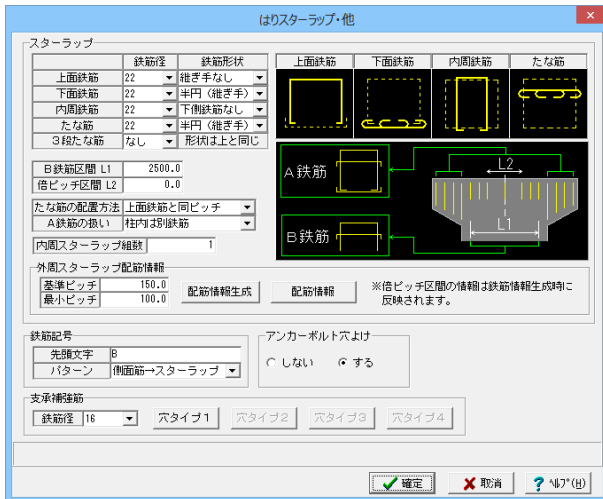 はりスターラップ・他
スターラップ
鉄筋径 鉄筋形状
上面鉄筋 22 継ぎ手なし
下面鉄筋 22 半円（継ぎ手）
内周鉄筋 22 下側鉄筋なし
たな筋 22 半円（継ぎ手）
３段たな筋 なし 形状は上と同じ
上面鉄筋 下面鉄筋 内周鉄筋 たな筋
B鉄筋区間 L1 2500.0
倍ピッチ区間 L2 0.0
たな筋の配置方法 上面鉄筋と同ピッチ
A鉄筋の扱い 柱内は別鉄筋
内周スターラップ組数 1
A鉄筋
B鉄筋
L2
L1
外周スターラップ配筋情報
基準ピッチ 150.0
最小ピッチ 100.0
配筋情報生成 配筋情報
※倍ピッチ区間の情報は鉄筋情報生成時に
反映されます。
鉄筋記号
先頭文字 B
パターン 側面筋→スターラップ
アンカーボルト穴よけ
しない する
支承補強筋
鉄筋径 16 穴タイプ１ 穴タイプ２ 穴タイプ３ 穴タイプ４
確定 取消 ? ﾍﾙﾌﾟ(H)